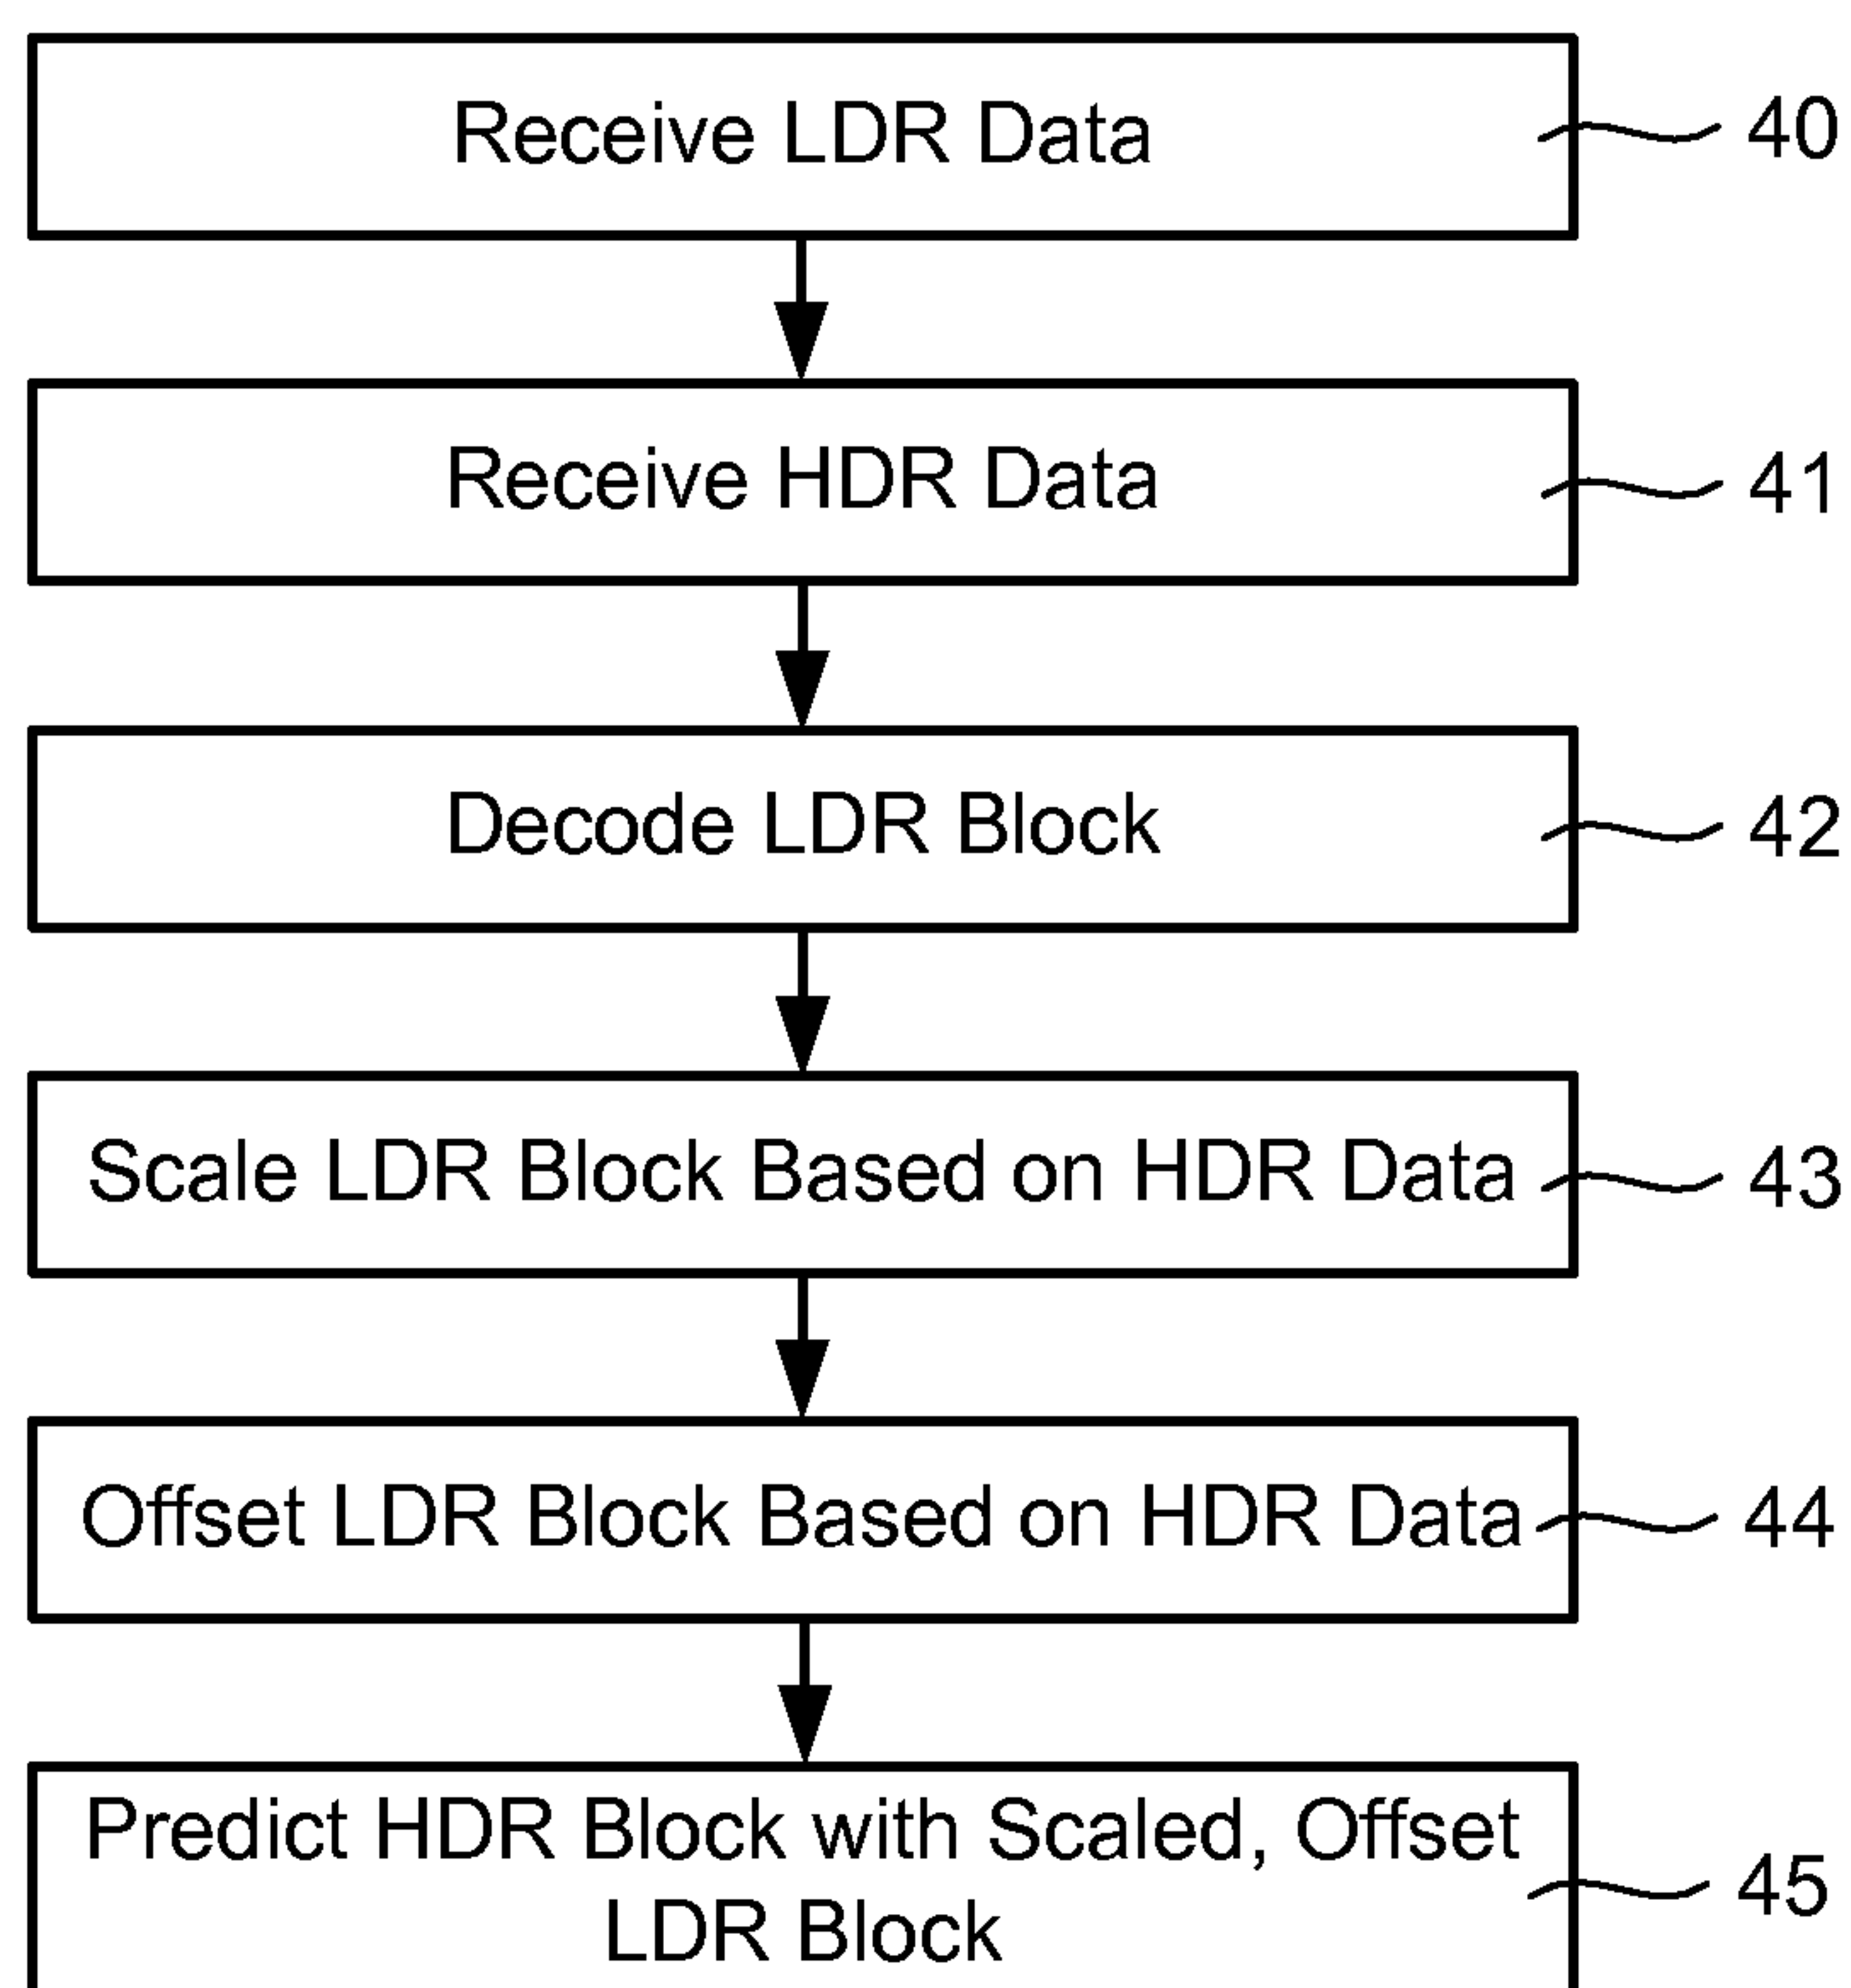 Receive LDR Data
40
Receive HDR Data
41
Decode LDR Block
42
Scale LDR Block Based on HDR Data
43
Offset LDR Block Based on HDR Data
44
Predict HDR Block with Scaled, Offset
LDR Block
45